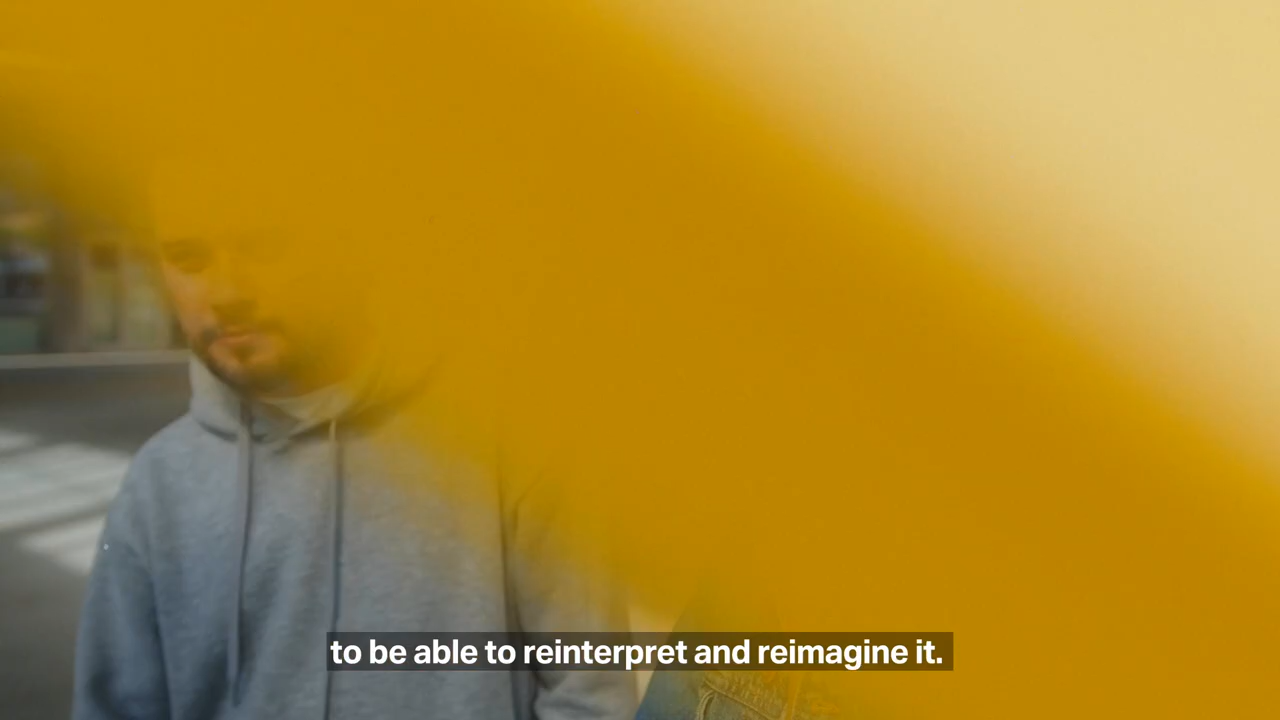 to be able to reinterpret and reimagine it.